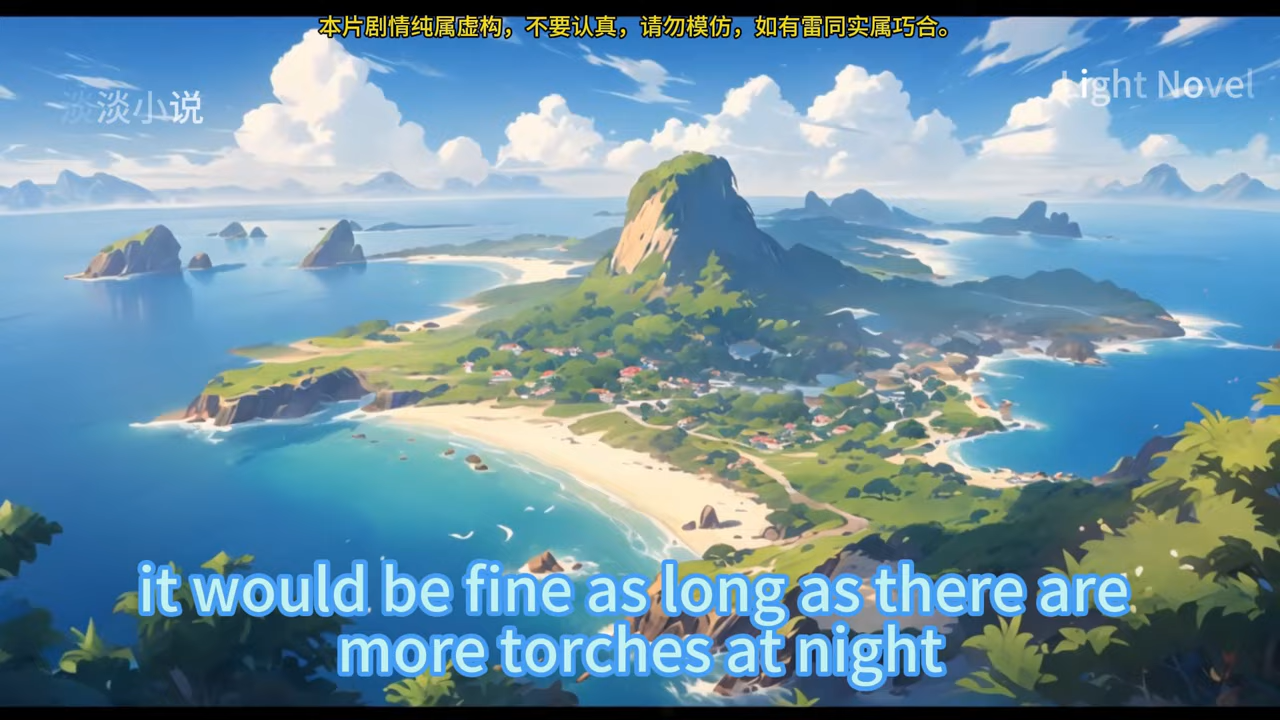 本片剧情纯属虚构，不要认真，请勿模仿，如有雷同实属巧合。
淡淡小说
Light Novel
it would be fine as long as there are
more torches at night